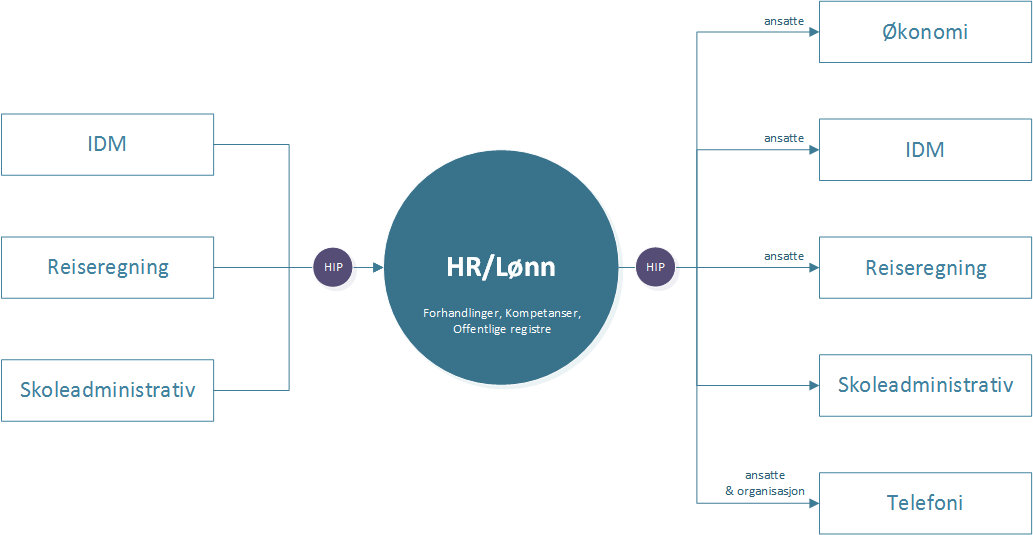 IDM
Reiseregning
Skoleadministrativ
HIP
HR/Lønn
Forhandlinger, Kompetanser,
Offentlige registre
HIP
ansatte
Økonomi
ansatte
IDM
ansatte
Reiseregning
Skoleadministrativ
ansatte
& organisasjon
Telefoni